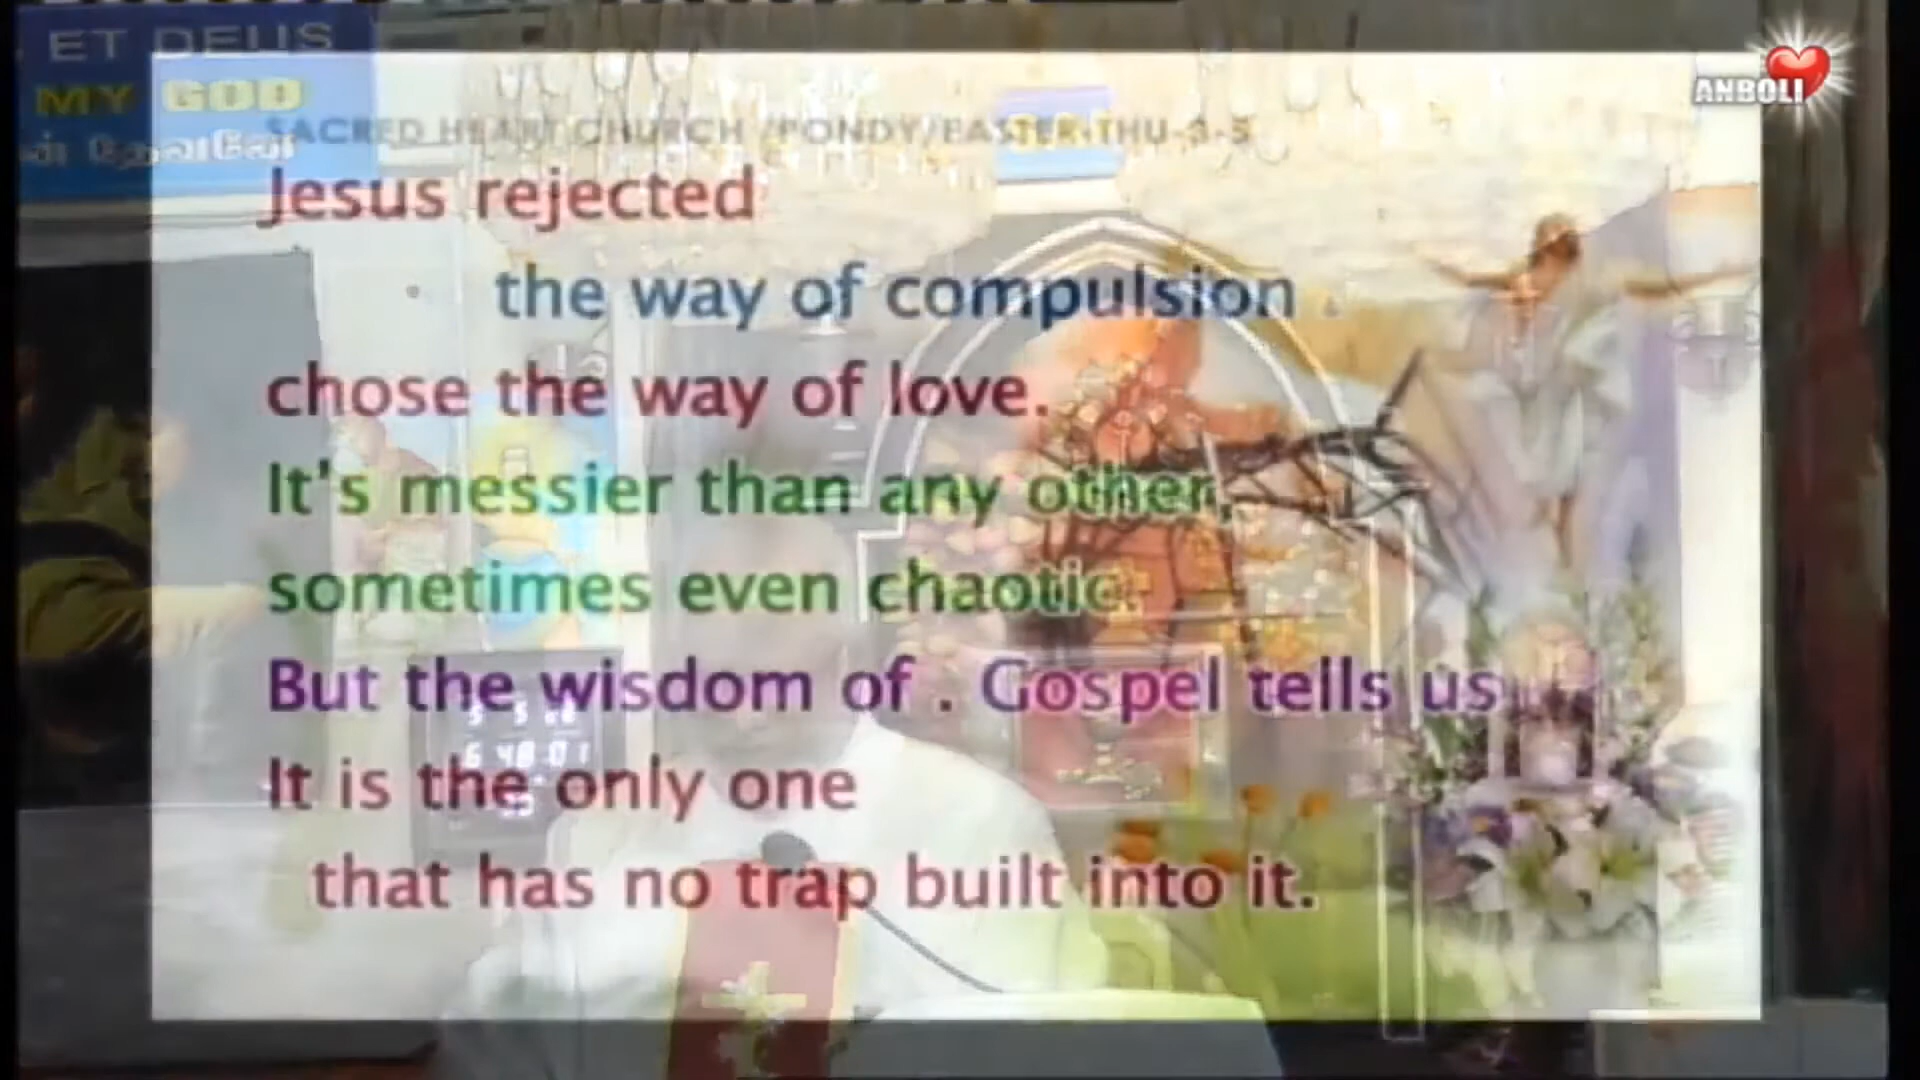 ET DEUS
MY GOD
ன் தேவனே
ANBOLI
SACRED HEART CHURCH /PONDY/EASTER-THU-3-5
Jesus rejected
the way of compulsion .
chose the way of love.
It's messier than any other,
sometimes even chaotic.
But the wisdom of . Gospel tells us
It is the only one
that has no trap built into it.